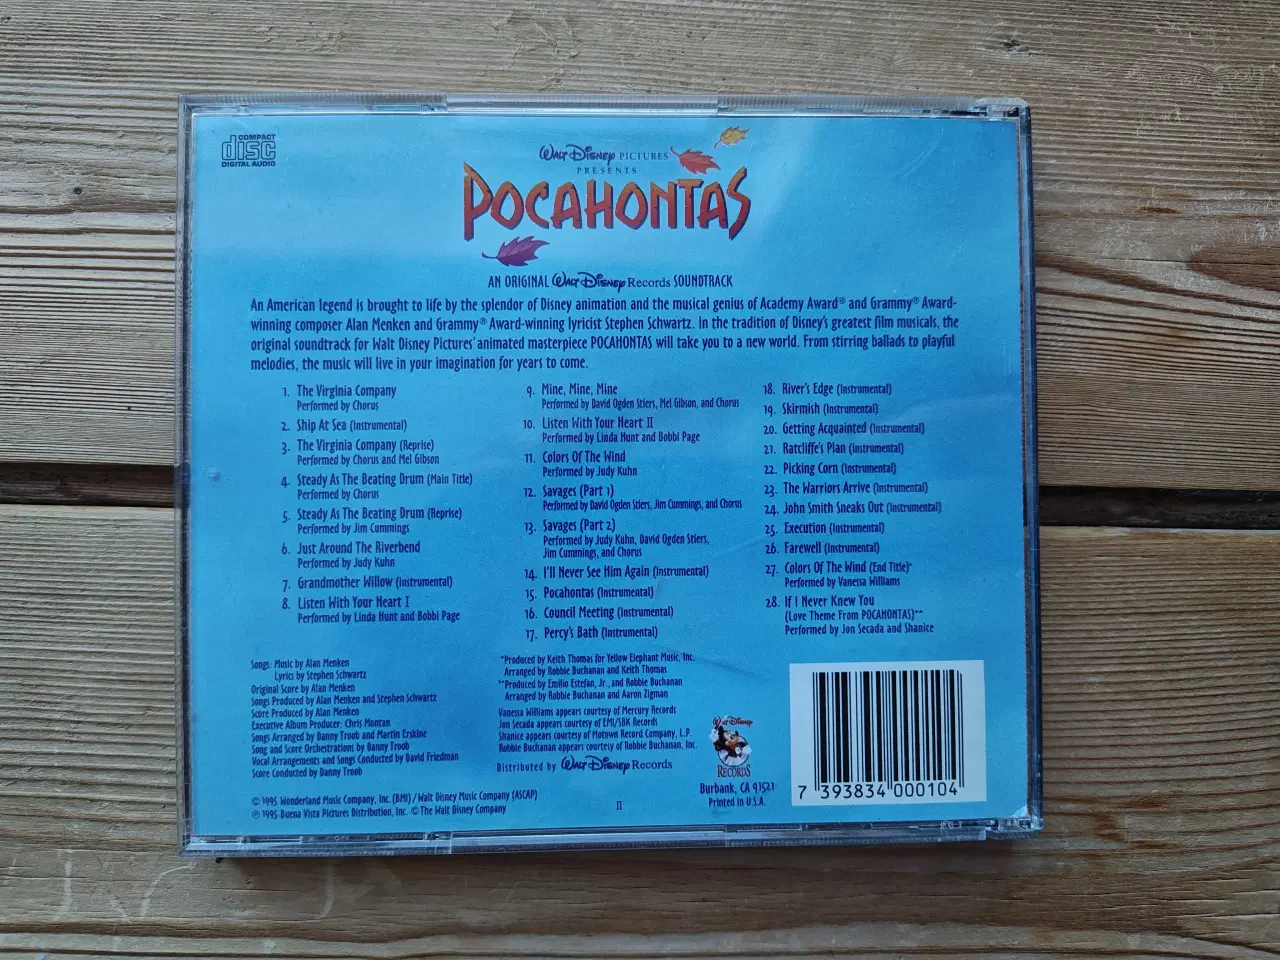 COMPACT
disc
DIGITAL AUDIO
Walt Disney PICTURES
PRESENTS
POCAHONTAS
AN ORIGINAL Walt Disney Records SOUNDTRACK
An American legend is brought to life by the splendor of Disney animation and the musical genius of Academy Award® and Grammy® Award-
winning composer Alan Menken and Grammy® Award-winning lyricist Stephen Schwartz. In the tradition of Disney's greatest film musicals, the
original soundtrack for Walt Disney Pictures' animated masterpiece POCAHONTAS will take you to a new world. From stirring ballads to playful
melodies, the music will live in your imagination for years to come.
1. The Virginia Company
Performed by Chorus
2. Ship At Sea (Instrumental)
3. The Virginia Company (Reprise)
Performed by Chorus and Mel Gibson
4. Steady As The Beating Drum (Main Title)
Performed by Chorus
5. Steady As The Beating Drum (Reprise)
Performed by Jim Cummings
6. Just Around The Riverbend
Performed by Judy Kuhn
7. Grandmother Willow (Instrumental)
8. Listen With Your Heart I
Performed by Linda Hunt and Bobbi Page
9. Mine, Mine, Mine
Performed by David Ogden Stiers, Mel Gibson, and Chorus
10. Listen With Your Heart II
Performed by Linda Hunt and Bobbi Page
11. Colors Of The Wind
Performed by Judy Kuhn
12. Savages (Part 1)
Performed by David Ogden Stiers, Jim Cummings, and Chorus
13. Savages (Part 2)
Performed by Judy Kuhn, David Ogden Stiers,
Jim Cummings, and Chorus
14. I'll Never See Him Again (Instrumental)
15. Pocahontas (Instrumental)
16. Council Meeting (Instrumental)
17. Percy's Bath (Instrumental)
18. River's Edge (Instrumental)
19. Skirmish (Instrumental)
20. Getting Acquainted (Instrumental)
21. Ratcliffe's Plan (Instrumental)
22. Picking Corn (Instrumental)
23. The Warriors Arrive (Instrumental)
24. John Smith Sneaks Out (Instrumental)
25. Execution (Instrumental)
26. Farewell (Instrumental)
27. Colors Of The Wind (End Title)*
Performed by Vanessa Williams
28. If I Never Knew You
(Love Theme From POCAHONTAS)**
Performed by Jon Secada and Shanice
Songs: Music by Alan Menken
Lyrics by Stephen Schwartz
Original Score by Alan Menken
Songs Produced by Alan Menken and Stephen Schwartz
Score Produced by Alan Menken
Executive Album Producer: Chris Montan
Songs Arranged by Danny Troob and Martin Erskine
Song and Score Orchestrations by Danny Troob
Vocal Arrangements and Songs Conducted by David Friedman
Score Conducted by Danny Troob
© 1995 Wonderland Music Company, Inc. (BMI) / Walt Disney Music Company (ASCAP)
℗ 1995 Buena Vista Pictures Distribution, Inc. © The Walt Disney Company
*Produced by Keith Thomas for Yellow Elephant Music, Inc.
Arranged by Robbie Buchanan and Keith Thomas
**Produced by Emilio Estefan, Jr., and Robbie Buchanan
Arranged by Robbie Buchanan and Aaron Zigman
Vanessa Williams appears courtesy of Mercury Records
Jon Secada appears courtesy of EMI/SBK Records
Shanice appears courtesy of Motown Record Company, L.P.
Robbie Buchanan appears courtesy of Robbie Buchanan, Inc.
Distributed by Walt Disney Records
II
Walt Disney
RECORDS
Burbank, CA 91521
Printed in U.S.A.
7 393834 000104